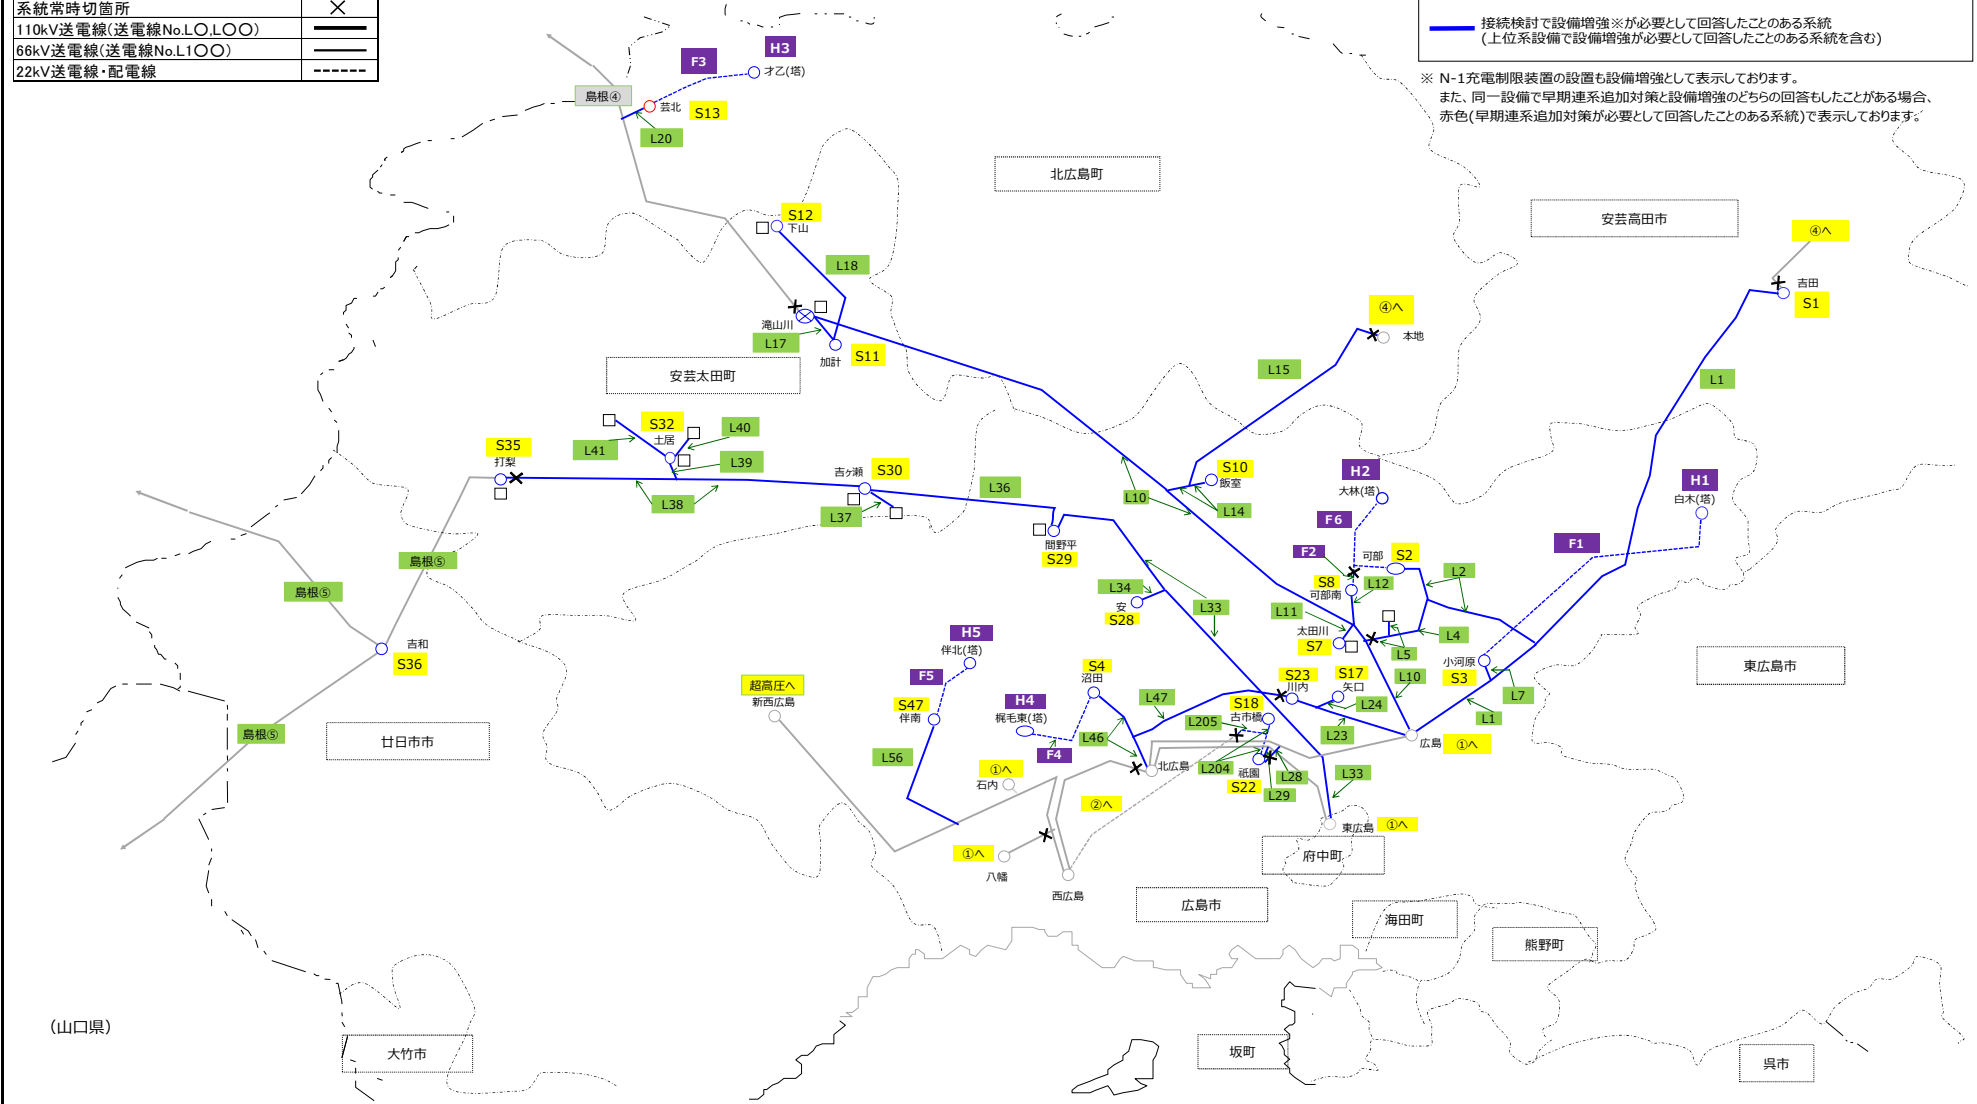 系統常時切箇所 ×
110kV送電線(送電線No.L〇,L〇〇)
66kV送電線(送電線No.L1〇〇)
22kV送電線・配電線
接続検討で設備増強※が必要として回答したことのある系統
(上位系設備で設備増強が必要として回答したことのある系統を含む)
※ N-1充電制限装置の設置も設備増強として表示しております。
また、同一設備で早期連系追加対策と設備増強のどちらの回答もしたことがある場合、
赤色(早期連系追加対策が必要として回答したことのある系統)で表示しております。
H3
F3
才乙(塔)
島根④
芸北
S13
L20
北広島町
安芸高田市
S12
下山
④へ
L18
吉田
S1
④へ
滝山川
L17
加計
S11
本地
L15
安芸太田町
L1
S32
土居
L40
L41
L39
S35
打梨
L38
吉ヶ瀬
S30
L37
L36
間野平
S29
S10
飯室
L10
L14
H2
大林(塔)
H1
白木(塔)
F6
F1
F2
可部
S2
島根⑤
島根⑤
S8
可部南
L12
L2
L34
安
S28
L33
L11
太田川
S7
L4
L5
吉和
S36
H5
伴北(塔)
F5
S4
沼田
S23
川内
S17
矢口
小河原
S3
L10
L7
東広島市
超高圧へ
新西広島
S47
伴南
H4
梶毛東(塔)
L47
S18
古市橋
L205
L24
L1
L23
島根⑤
廿日市市
L46
F4
広島
①へ
L56
①へ
石内
北広島
L204
祇園
S22
L28
L29
L33
②へ
東広島
①へ
①へ
八幡
府中町
西広島
広島市
海田町
熊野町
(山口県)
大竹市
坂町
呉市